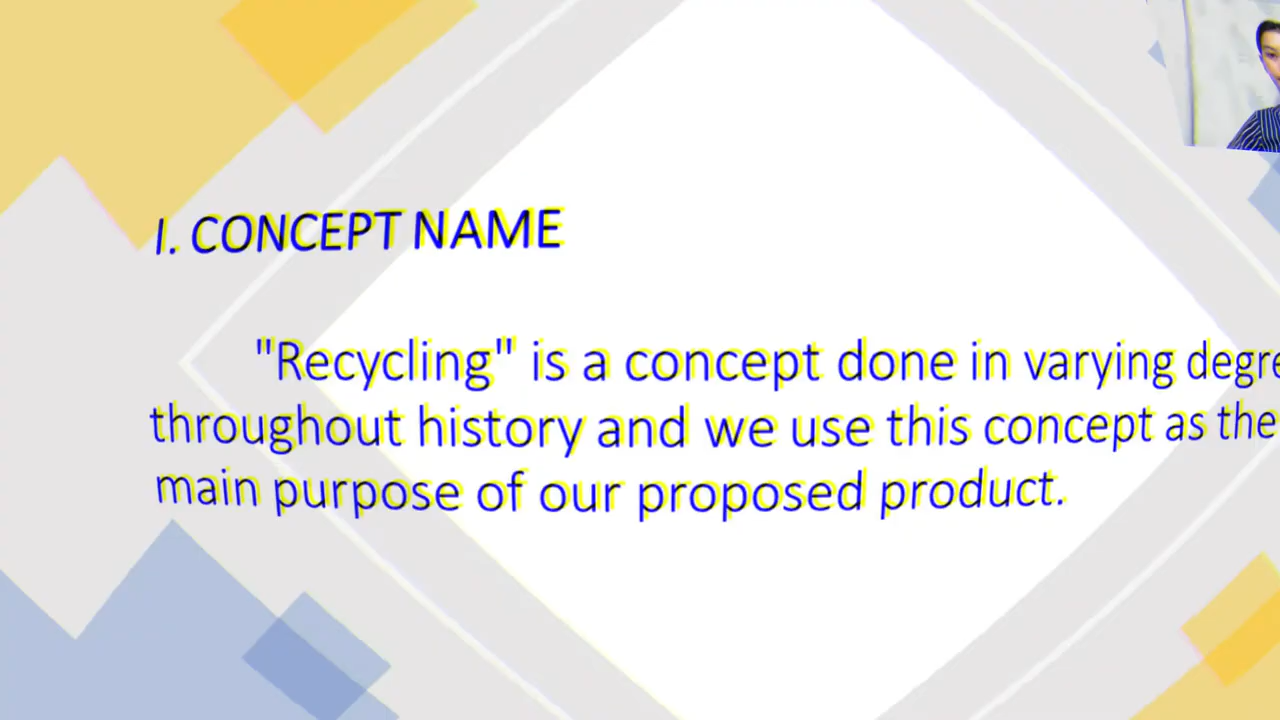 I. CONCEPT NAME
"Recycling" is a concept done in varying
throughout history and we use this concept as the
main purpose of our proposed product.